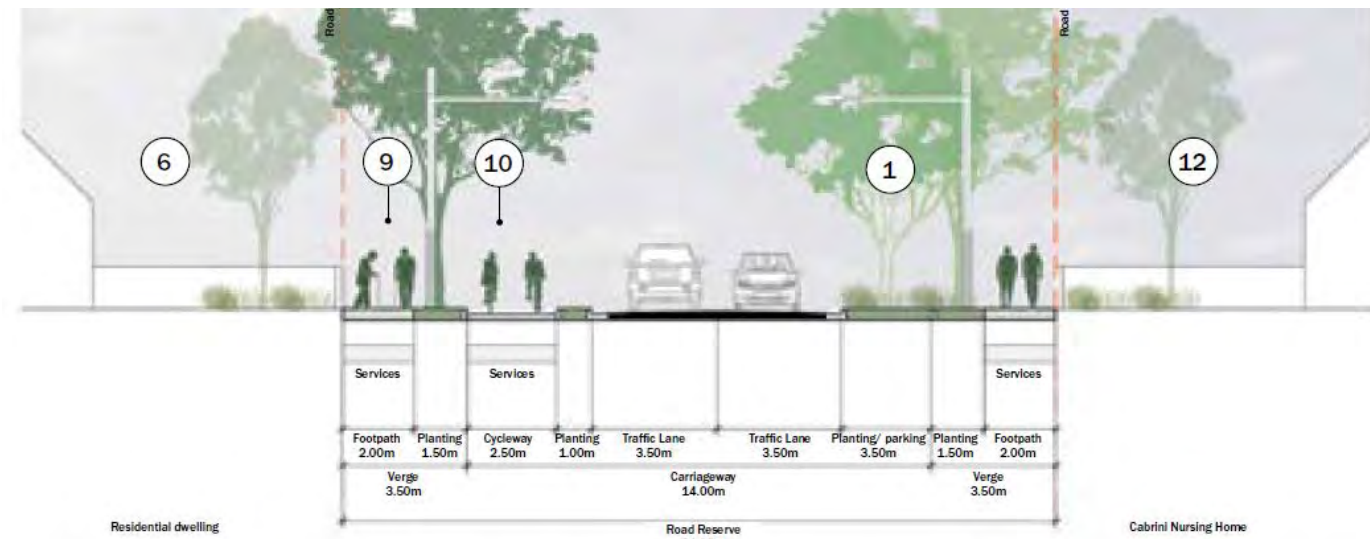 Road
Road
6
9
10
1
12
Services
Services
Services
Footpath
2.00m
Planting
1.50m
Cycleway
2.50m
Planting
1.00m
Traffic Lane
3.50m
Traffic Lane
3.50m
Planting/ parking
3.50m
Planting
1.50m
Footpath
2.00m
Verge
3.50m
Carriageway
14.00m
Verge
3.50m
Residential dwelling
Road Reserve
Cabrini Nursing Home